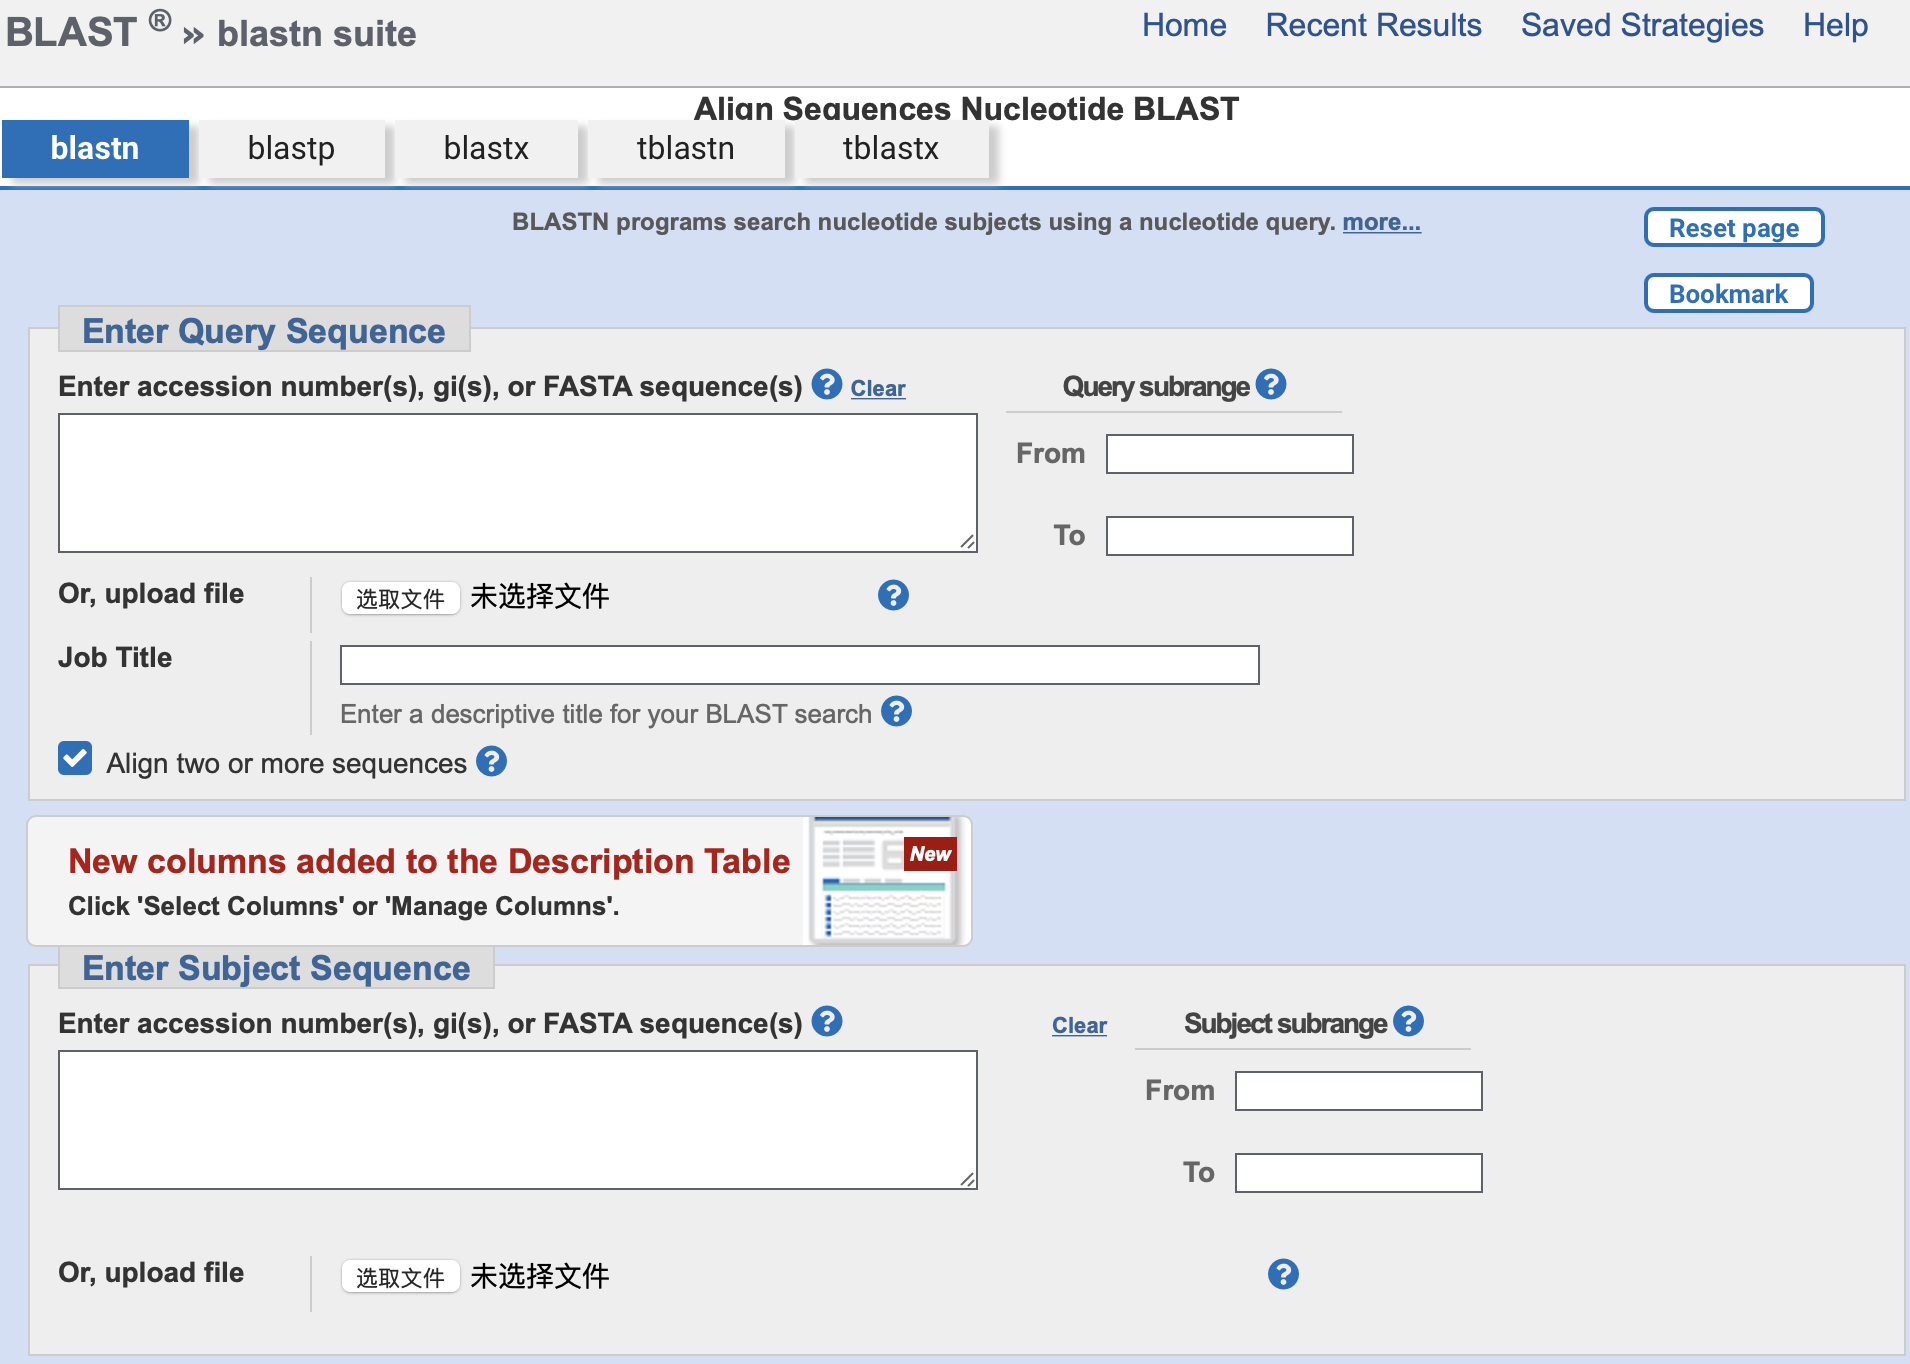 BLAST ® » blastn suite
Home Recent Results Saved Strategies Help
Align Sequences Nucleotide BLAST
blastn blastp blastx tblastn tblastx
BLASTN programs search nucleotide subjects using a nucleotide query. more...
Reset page
Bookmark
Enter Query Sequence
Enter accession number(s), gi(s), or FASTA sequence(s) ? Clear
Query subrange ?
From
To
Or, upload file 选取文件 未选择文件 ?
Job Title
Enter a descriptive title for your BLAST search ?
Align two or more sequences ?
New columns added to the Description Table
New
Click 'Select Columns' or 'Manage Columns'.
Enter Subject Sequence
Enter accession number(s), gi(s), or FASTA sequence(s) ? Clear
Subject subrange ?
From
To
Or, upload file 选取文件 未选择文件 ?